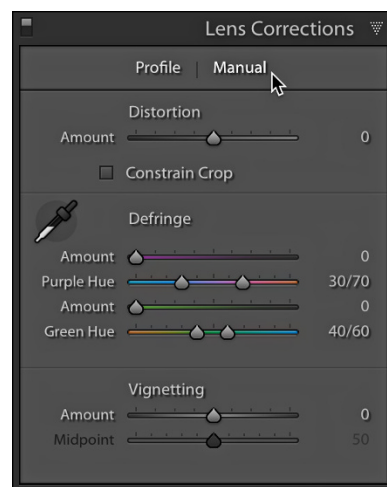 Lens Corrections
Profile | Manual
Distortion
Amount 0
Constrain Crop
Defringe
Amount 0
Purple Hue 30/70
Amount 0
Green Hue 40/60
Vignetting
Amount 0
Midpoint 50